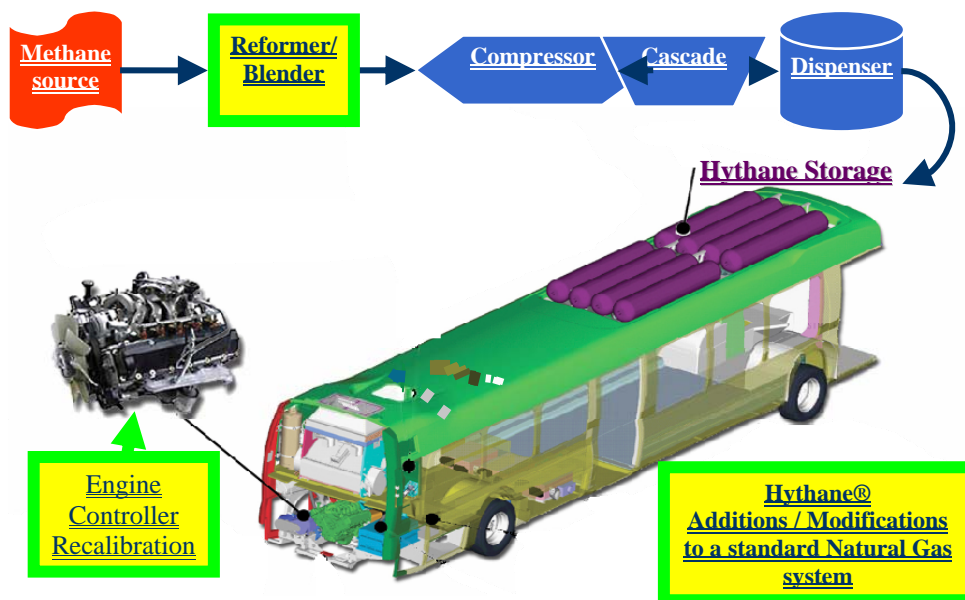 Methane
source
Reformer/
Blender
Compressor
Cascade
Dispenser
Hythane Storage
Engine
Controller
Recalibration
Hythane®
Additions / Modifications
to a standard Natural Gas
system